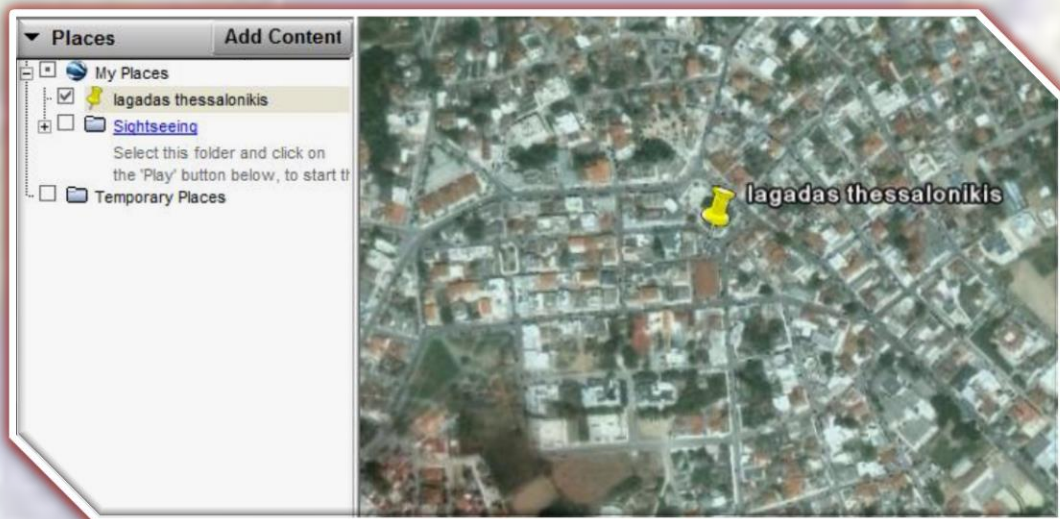 Places
Add Content
My Places
lagadas thessalonikis
Sightseeing
Select this folder and click on
the 'Play' button below, to start th
Temporary Places
lagadas thessalonikis